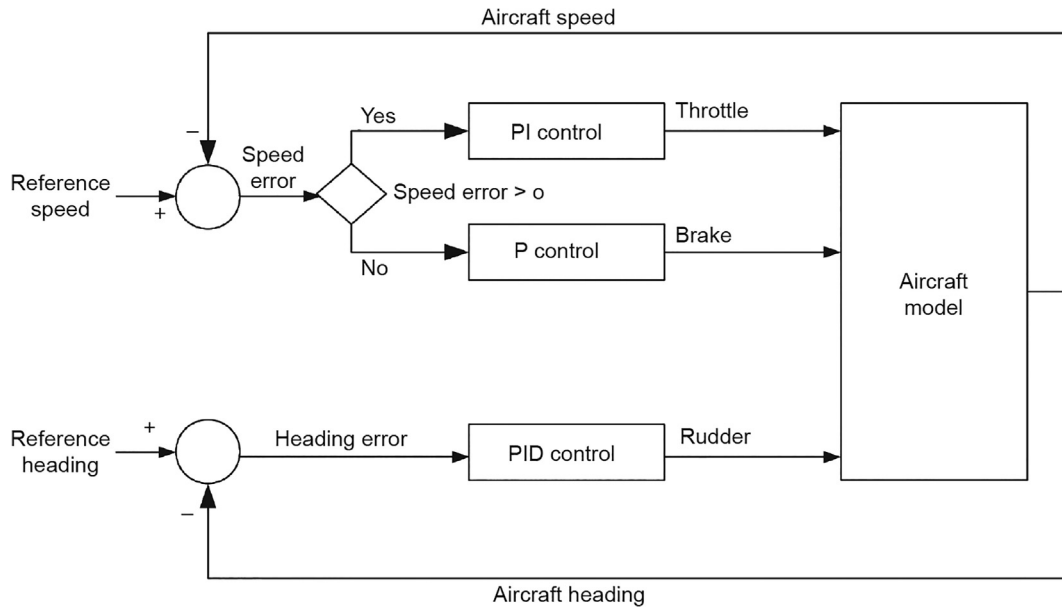 Aircraft speed
–
Yes
PI control
Throttle
Reference
speed
+
Speed
error
Speed error > o
No
P control
Brake
Aircraft
model
Reference
heading
+
–
Heading error
PID control
Rudder
Aircraft heading